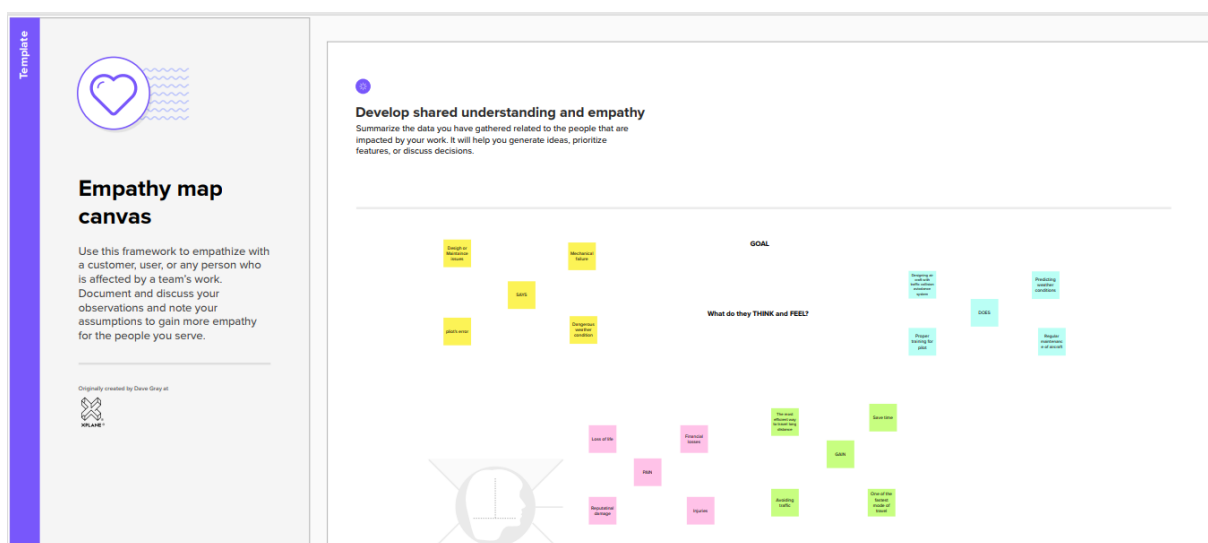 Template
Empathy map
canvas
Use this framework to empathize with
a customer, user, or any person who
is affected by a team's work.
Document and discuss your
observations and note your
assumptions to gain more empathy
for the people you serve.
Originally created by Dave Gray at
XPLANE
Develop shared understanding and empathy
Summarize the data you have gathered related to the people that are
impacted by your work. It will help you generate ideas, prioritize
features, or discuss decisions.
GOAL
What do they THINK and FEEL?
Design or
issues
Mechanical
failure
SAYS
pilot's error
Dangerous
weather
condition
Designing air
craft with
traffic collision
avoidance
system
Predicting
weather
conditions
DOES
Proper
training for
pilot
Regular
of aircraft
Loss of life
Financial
losses
PAIN
damage
Injuries
The most
efficient way
to travel long
distance
Save time
GAIN
Avoiding
traffic
One of the
fastest
mode of
travel